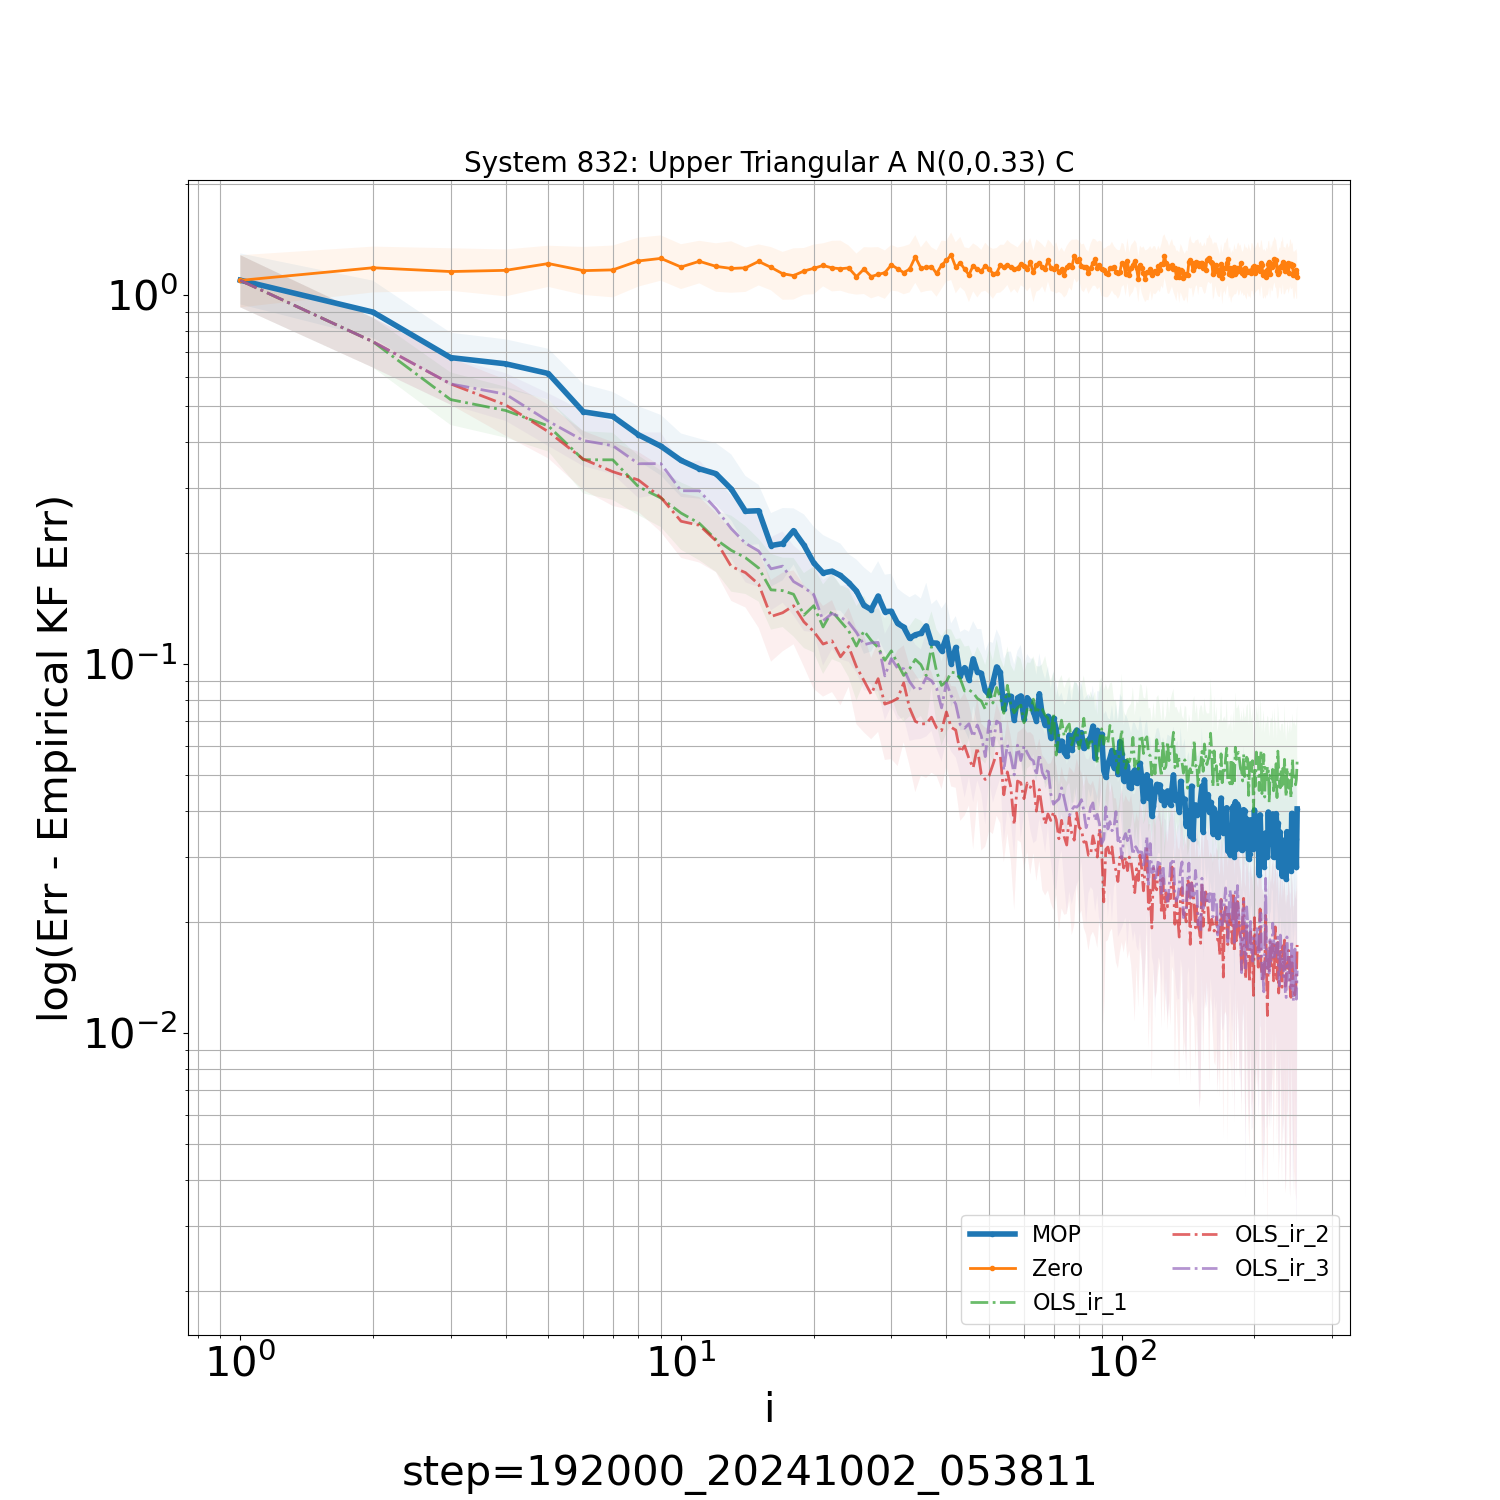 System 832: Upper Triangular A N(0,0.33) C
log(Err - Empirical KF Err)
10⁰
10⁻¹
10⁻²
MOP
Zero
OLS_ir_1
OLS_ir_2
OLS_ir_3
10⁰ 10¹ 10²
i
step=192000_20241002_053811